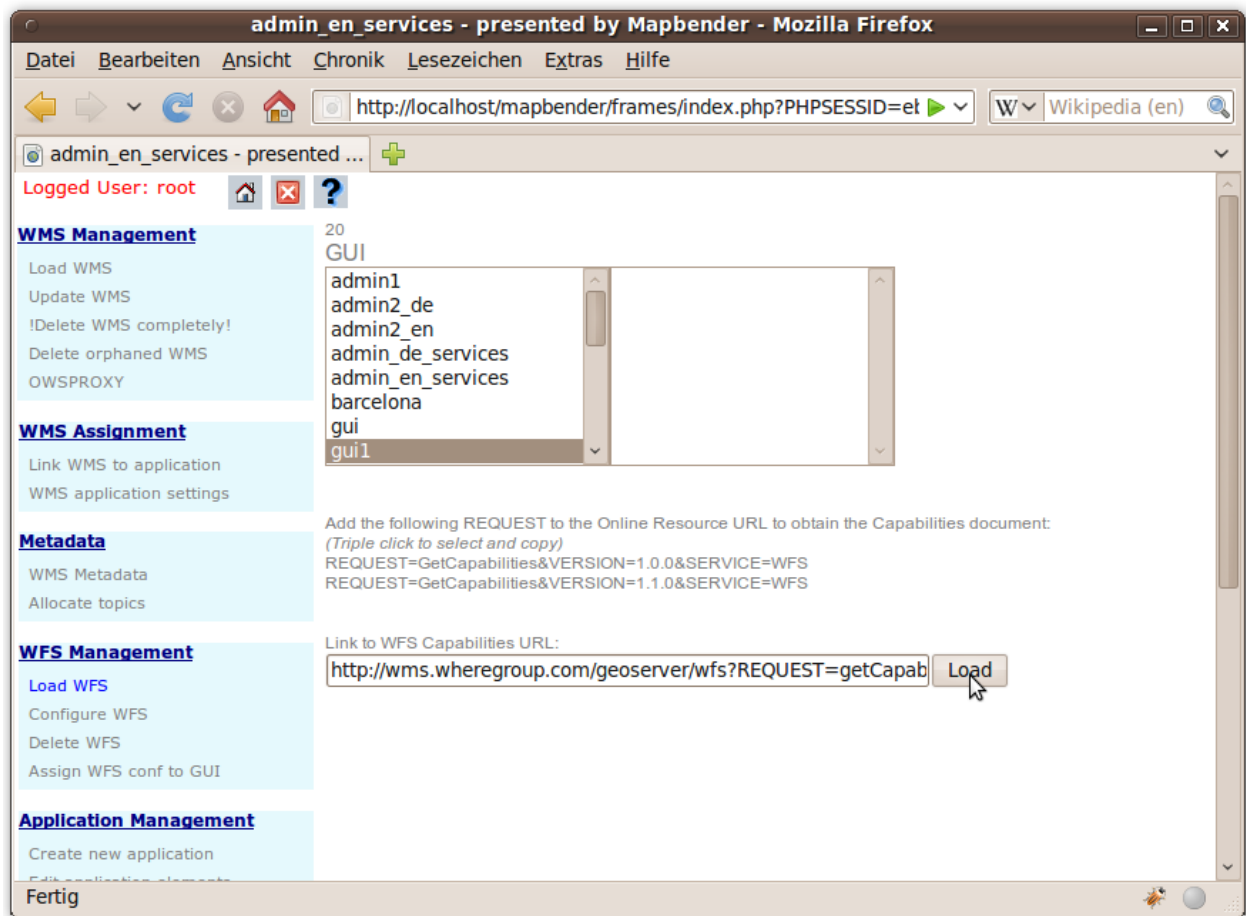 admin_en_services - presented by Mapbender - Mozilla Firefox
Datei Bearbeiten Ansicht Chronik Lesezeichen Extras Hilfe
http://localhost/mapbender/frames/index.php?PHPSESSID=el W Wikipedia (en)
admin_en_services - presented ...
Logged User: root ?
WMS Management
Load WMS
Update WMS
!Delete WMS completely!
Delete orphaned WMS
OWSPROXY
WMS Assignment
Link WMS to application
WMS application settings
Metadata
WMS Metadata
Allocate topics
WFS Management
Load WFS
Configure WFS
Delete WFS
Assign WFS conf to GUI
Application Management
Create new application
Edit application elements
20
GUI
admin1
admin2_de
admin2_en
admin_de_services
admin_en_services
barcelona
gui
gui1
Add the following REQUEST to the Online Resource URL to obtain the Capabilities document:
(Triple click to select and copy)
REQUEST=GetCapabilities&VERSION=1.0.0&SERVICE=WFS
REQUEST=GetCapabilities&VERSION=1.1.0&SERVICE=WFS
Link to WFS Capabilities URL:
http://wms.wheregroup.com/geoserver/wfs?REQUEST=getCapab Load
Fertig